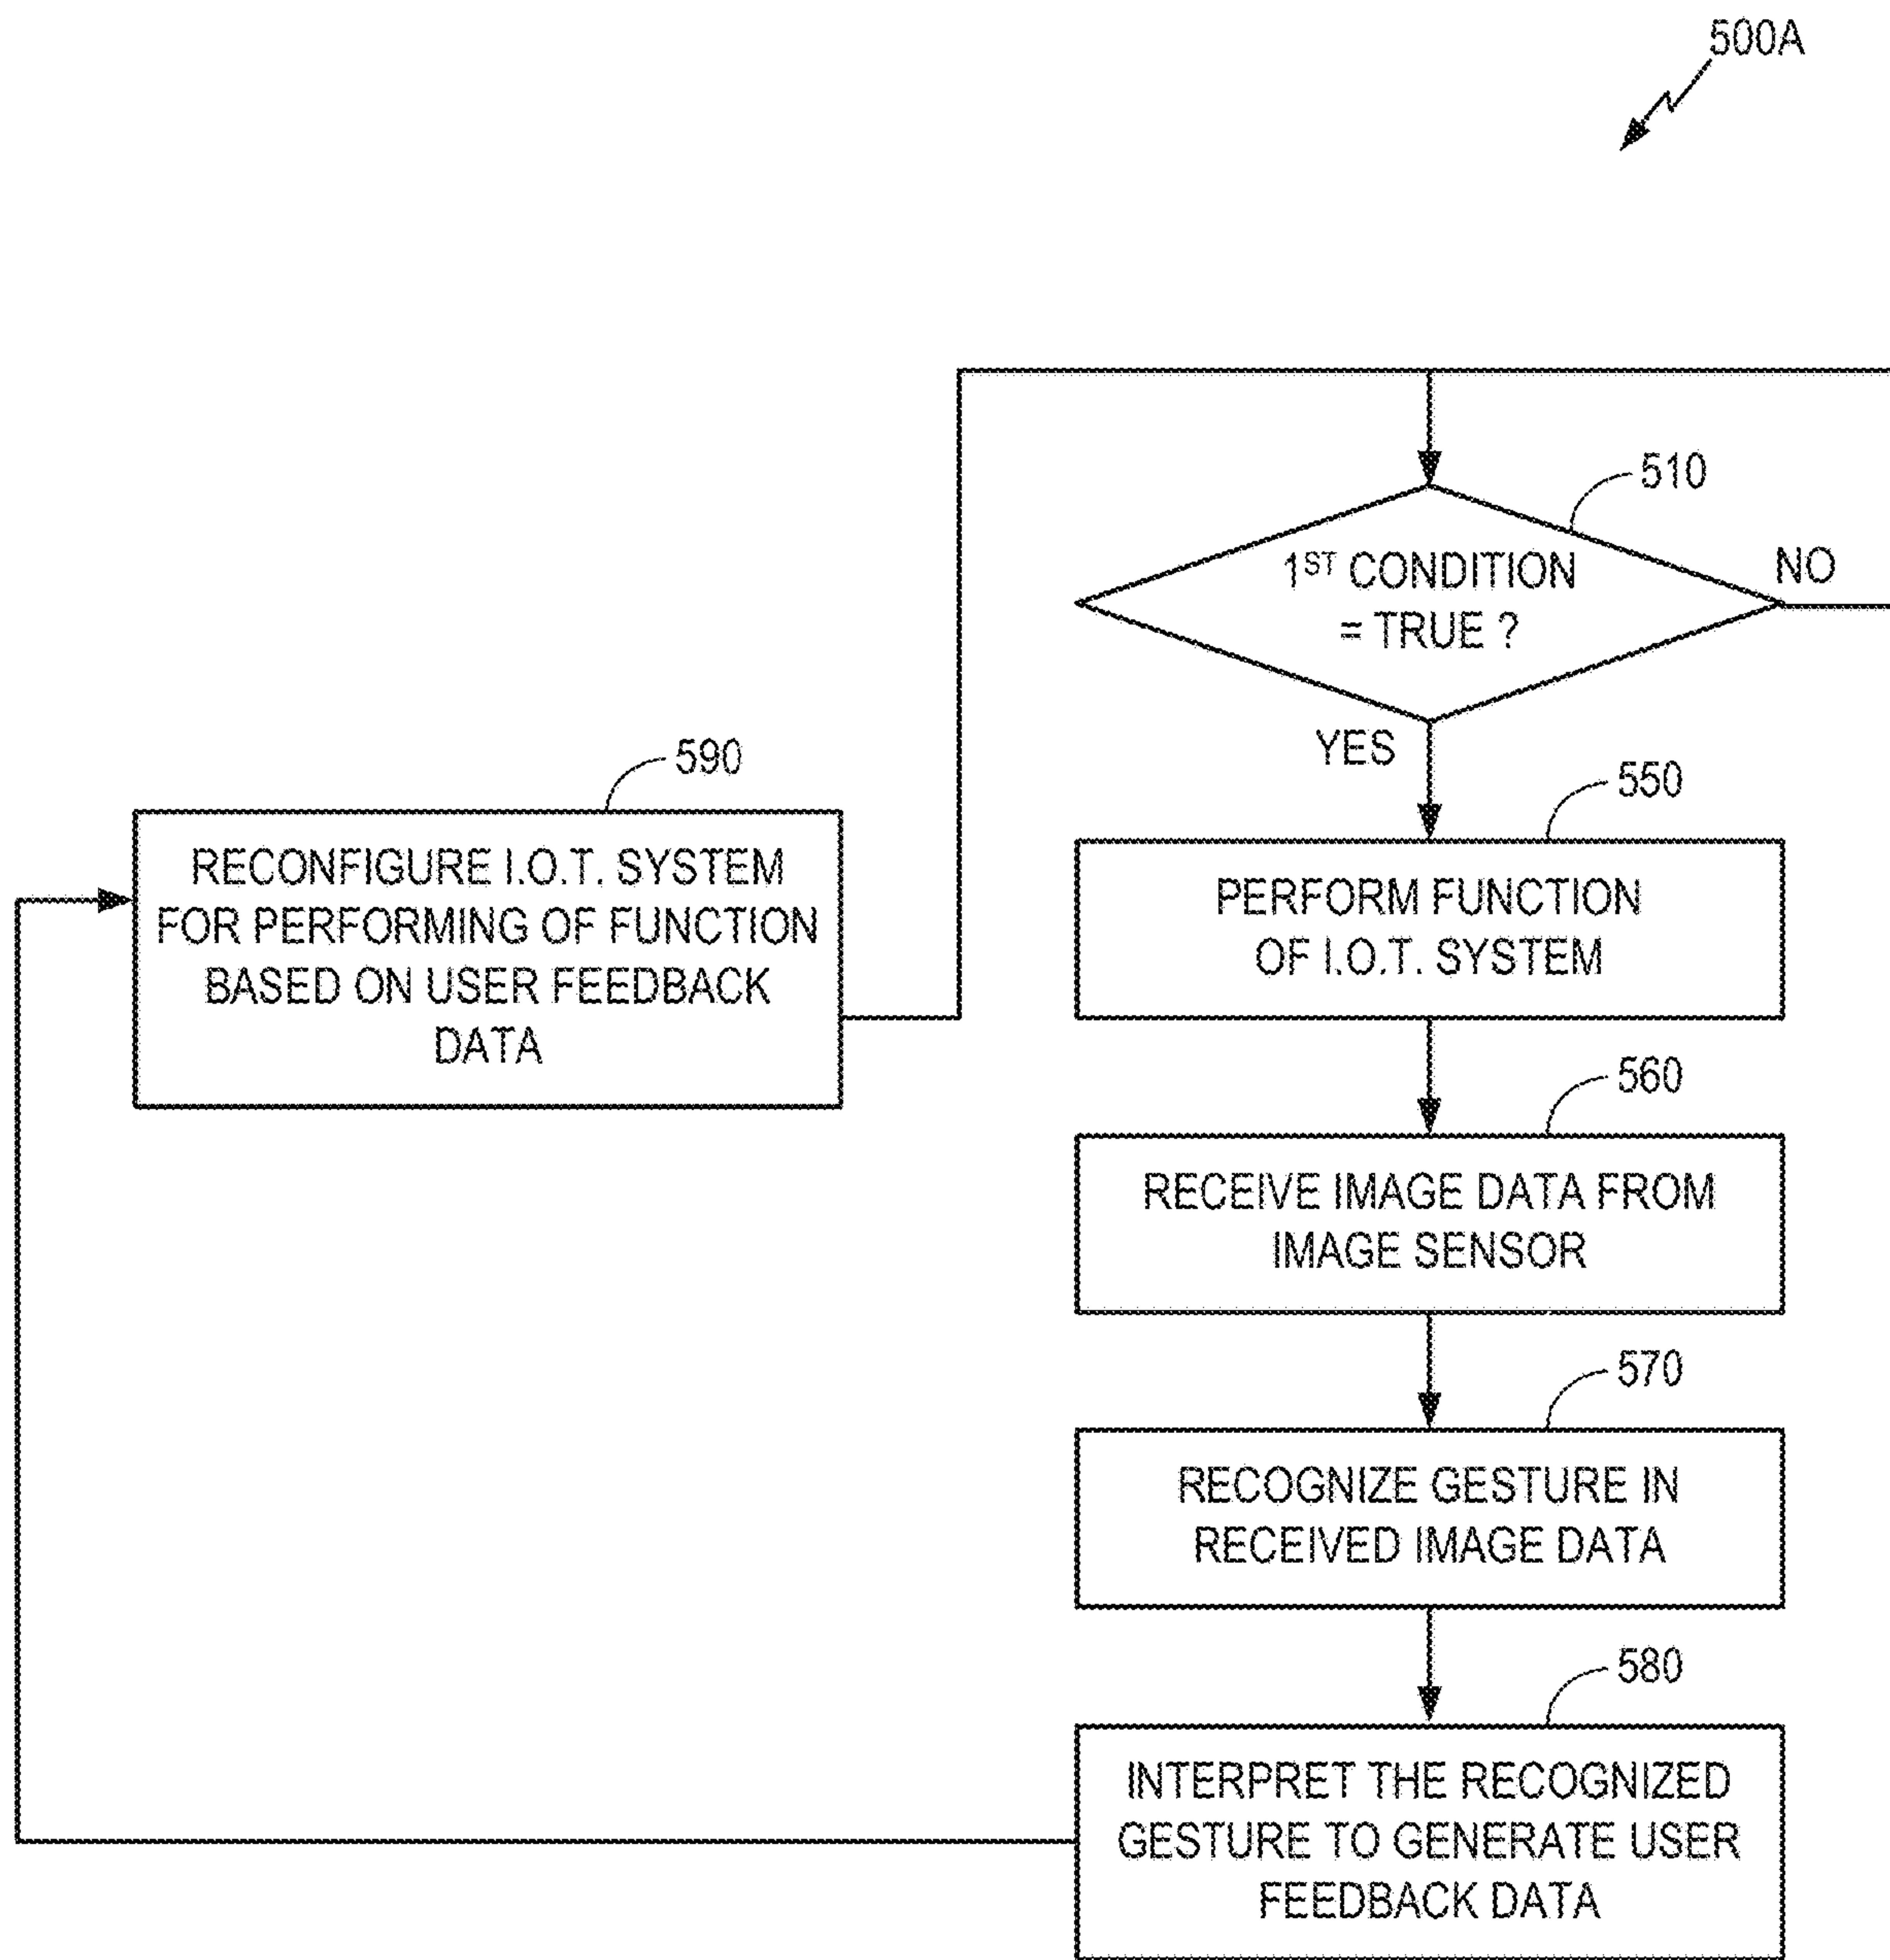 500A
510
1ST CONDITION
= TRUE ?
NO
YES
550
PERFORM FUNCTION
OF I.O.T. SYSTEM
560
RECEIVE IMAGE DATA FROM
IMAGE SENSOR
570
RECOGNIZE GESTURE IN
RECEIVED IMAGE DATA
580
INTERPRET THE RECOGNIZED
GESTURE TO GENERATE USER
FEEDBACK DATA
590
RECONFIGURE I.O.T. SYSTEM
FOR PERFORMING OF FUNCTION
BASED ON USER FEEDBACK
DATA